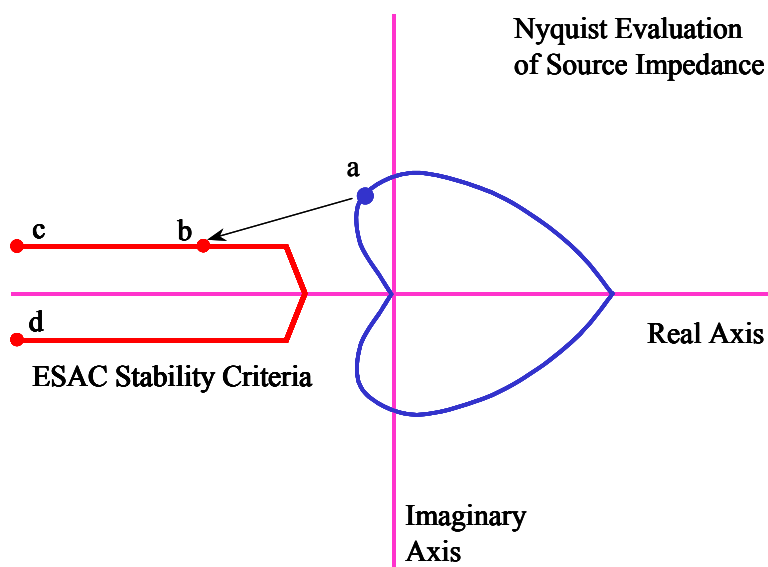 Nyquist Evaluation
of Source Impedance
a
c
b
d
Real Axis
ESAC Stability Criteria
Imaginary
Axis